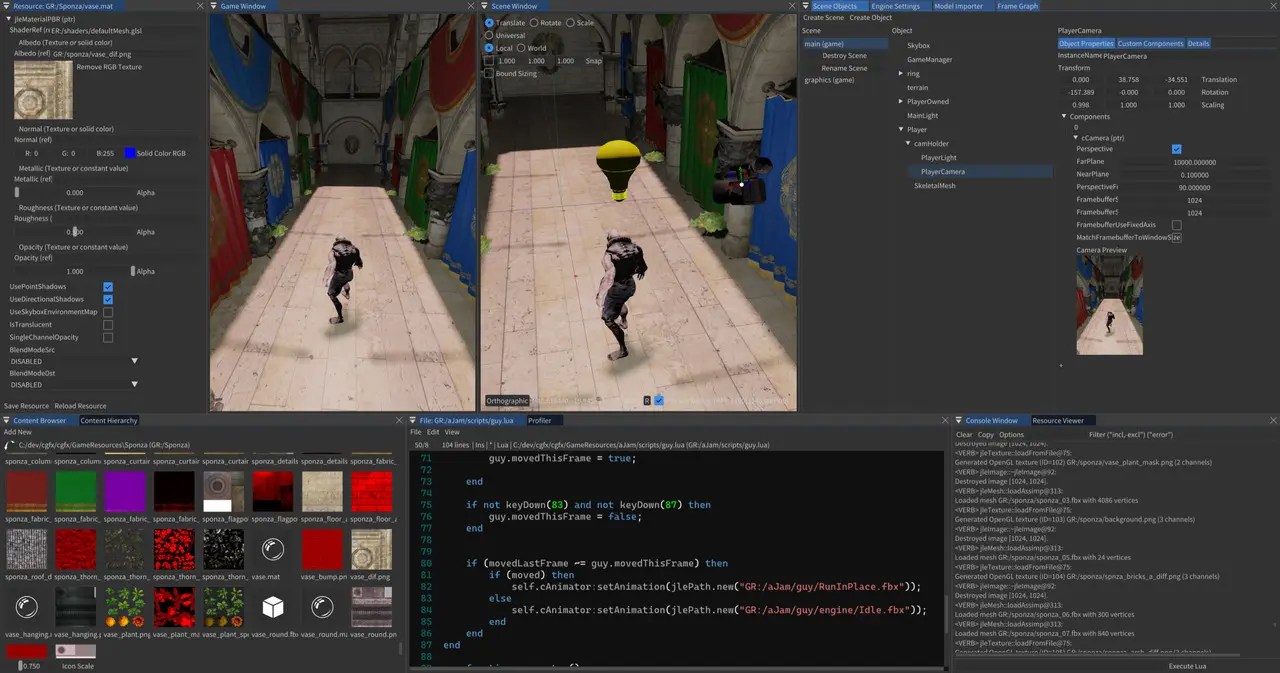 Resource: GR:/Sponza/vase.mat
jleMaterialPBR (ptr)
ER:/shaders/defaultMesh.glsl
Albedo (Texture or solid color)
Albedo (ref) GR:/sponza/vase_dif.png
Remove RGB Texture
Normal (Texture or solid color)
Normal (ref)
R: 0 G: 0 B:255 Solid Color RGB
Metallic (Texture or constant value)
Metallic (ref)
0.000 Alpha
Roughness (Texture or constant value)
Roughness (
Alpha
Opacity (Texture or constant value)
Opacity (ref)
1.000 Alpha
UsePointShadows
UseDirectionalShadows
UseSkyboxEnvironmentMap
IsTranslucent
SingleChannelOpacity
BlendModeSrc
DISABLED
BlendModeDst
DISABLED
Save Resource Reload Resource
Game Window
Scene Window
Translate Rotate Scale
Universal
Local World
1.000 1.000 1.000 Snap
Bound Sizing
Orthographic
R
Scene Objects Engine Settings Model Importer Frame Graph
Create Scene Create Object
Scene
main (game)
Destroy Scene
Rename Scene
graphics (game)
Object
Skybox
GameManager
ring
terrain
PlayerOwned
MainLight
Player
camHolder
PlayerLight
PlayerCamera
SkeletalMesh
PlayerCamera
Object Properties Custom Components Details
InstanceName PlayerCamera
Transform
0.000 38.758 -34.551 Translation
-157.389 -0.000 0.000 Rotation
0.998 1.000 1.000 Scaling
Components
0
cCamera (ptr)
Perspective
FarPlane 10000.000000
NearPlane 0.100000
PerspectiveFr 90.000000
FramebufferS 1024
FramebufferS 1024
FramebufferUseFixedAxis
MatchFramebufferToWindowSize
Camera Preview
Content Browser Content Hierarchy
Add New
C:/dev/cgfx/cgfx/GameResources\Sponza (GR:/Sponza)
sponza_column sponza_curtain sponza_curtain sponza_curtain sponza_details sponza_details sponza_fabric_
sponza_fabric_ sponza_fabric_ sponza_fabric_ sponza_fabric_ sponza_flagpo sponza_flagpo sponza_floor_a sponza_floor_a
sponza_roof_d sponza_thorn_ sponza_thorn_ sponza_thorn_ sponza_thorn_ vase.mat vase_bump.pn vase_dif.png
vase_hanging. vase_hanging. vase_plant.png vase_plant_ma vase_plant_spe vase_round.fb vase_round.ma vase_round.pn
0.750 Icon Scale
File: GR:/aJam/scripts/guy.lua Profiler
File Edit View
50/8 104 lines | Ins | * | Lua | C:/dev/cgfx/cgfx/GameResources/aJam/scripts/guy.lua (GR:/aJam/scripts/guy.lua)
71 guy.movedThisFrame = true;
72
73 end
74
75 if not keyDown(83) and not keyDown(87) then
76 guy.movedThisFrame = false;
77 end
78
79
80 if (movedLastFrame ~= guy.movedThisFrame) then
81 if (moved) then
82 self.cAnimator:setAnimation(jlePath.new("GR:/aJam/guy/RunInPlace.fbx"));
83 else
84 self.cAnimator:setAnimation(jlePath.new("GR:/aJam/guy/engine/Idle.fbx"));
85 end
86 end
87 end
88
Console Window Resource Viewer
Clear Copy Options Filter ("incl,-excl") ("error")
Destroyed image [1024, 1024].
<VERB> jleTexture::loadFromFile@75:
Generated OpenGL texture (ID=102) GR:/sponza/vase_plant_mask.png (2 channels)
<VERB> jleImage::~jleImage@92:
Destroyed image [1024, 1024].
<VERB> jleMesh::loadAssimp@313:
Loaded mesh GR:/sponza/sponza_03.fbx with 4086 vertices
<VERB> jleTexture::loadFromFile@75:
Generated OpenGL texture (ID=103) GR:/sponza/background.png (3 channels)
<VERB> jleImage::~jleImage@92:
Destroyed image [1024, 1024].
<VERB> jleMesh::loadAssimp@313:
Loaded mesh GR:/sponza/sponza_05.fbx with 24 vertices
<VERB> jleTexture::loadFromFile@75:
Generated OpenGL texture (ID=104) GR:/sponza/spnza_bricks_a_diff.png (3 channels)
<VERB> jleImage::~jleImage@92:
Destroyed image [1024, 1024].
<VERB> jleMesh::loadAssimp@313:
Loaded mesh GR:/sponza/sponza_06.fbx with 300 vertices
<VERB> jleMesh::loadAssimp@313:
Loaded mesh GR:/sponza/sponza_07.fbx with 840 vertices
<VERB> jleTexture::loadFromFile@75:
Generated OpenGL texture (ID=105) GR:/sponza/sponza_arch_diff.png (3 channels)
Execute Lua